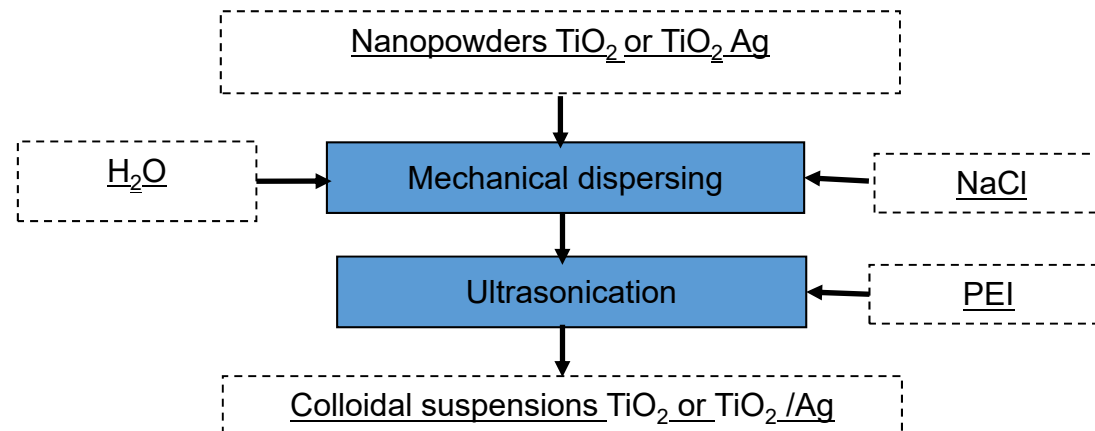 Nanopowders TiO₂ or TiO₂ Ag
H₂O
Mechanical dispersing
NaCl
Ultrasonication
PEI
Colloidal suspensions TiO₂ or TiO₂ /Ag